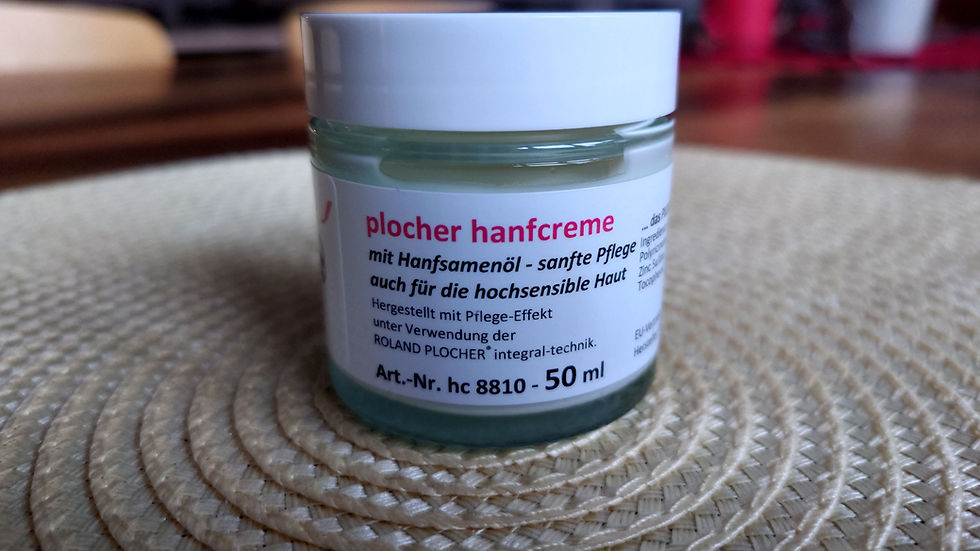 plocher hanfcreme
mit Hanfsamenöl - sanfte Pflege
auch für die hochsensible Haut
Hergestellt mit Pflege-Effekt
unter Verwendung der
ROLAND PLOCHER® integral-technik.
Art.-Nr. hc 8810 - 50 ml
... das